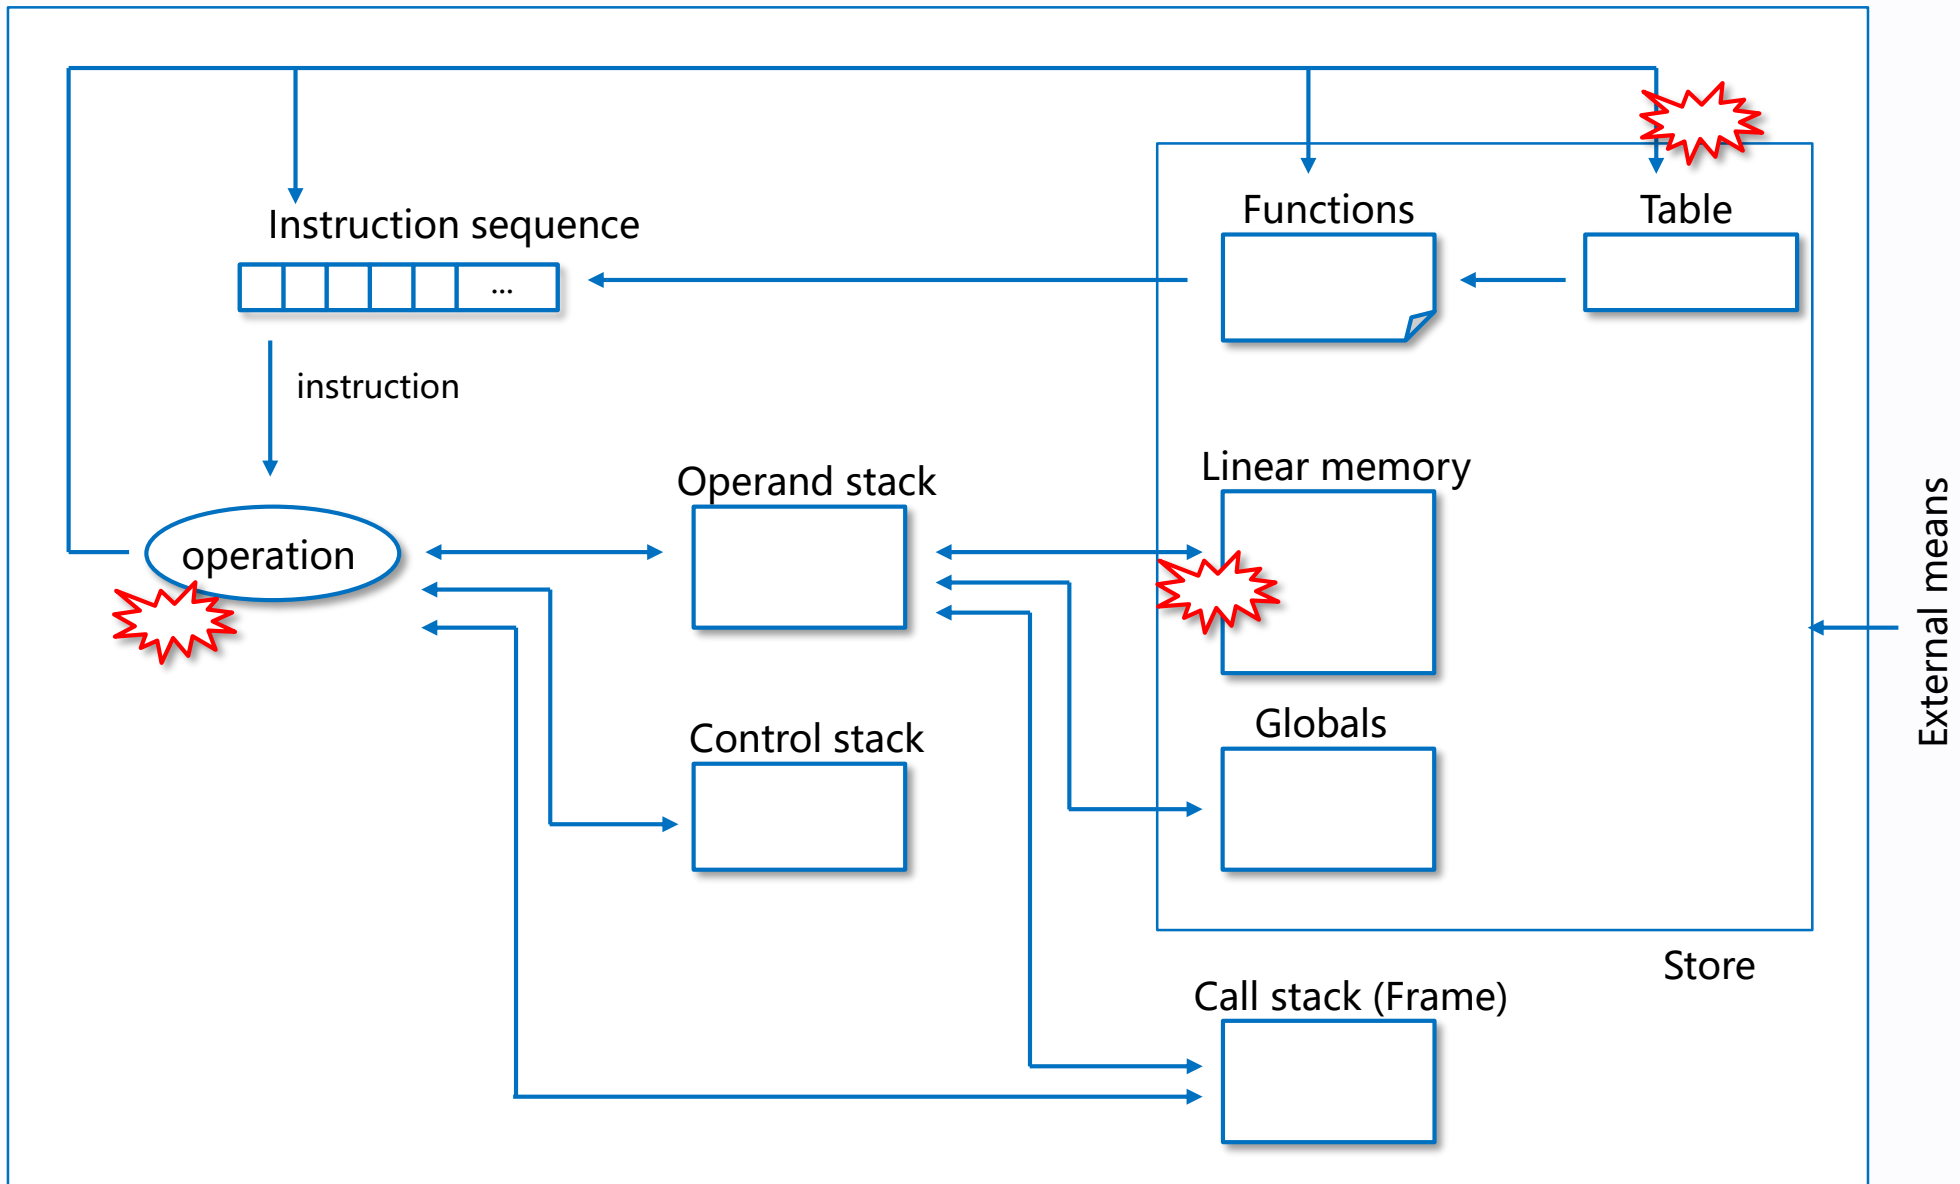 Instruction sequence
...
instruction
operation
Operand stack
Control stack
Functions
Table
Linear memory
Globals
Store
Call stack (Frame)
External means